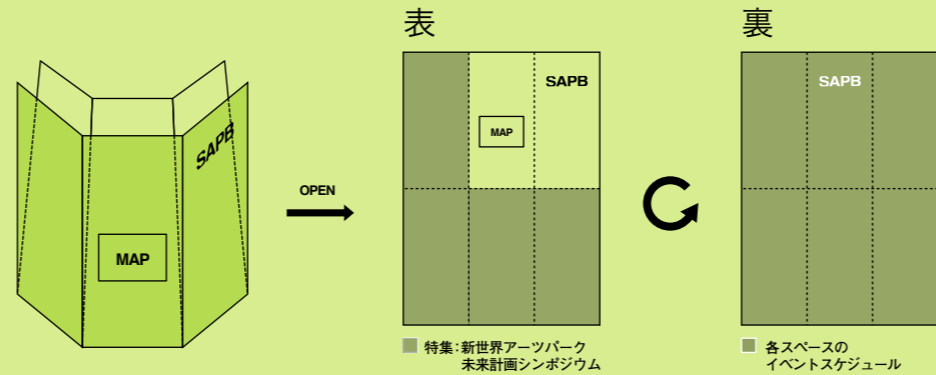 SAPB
MAP
OPEN
表
SAPB
MAP
特集：新世界アーツパーク
未来計画シンポジウム
裏
SAPB
各スペースの
イベントスケジュール